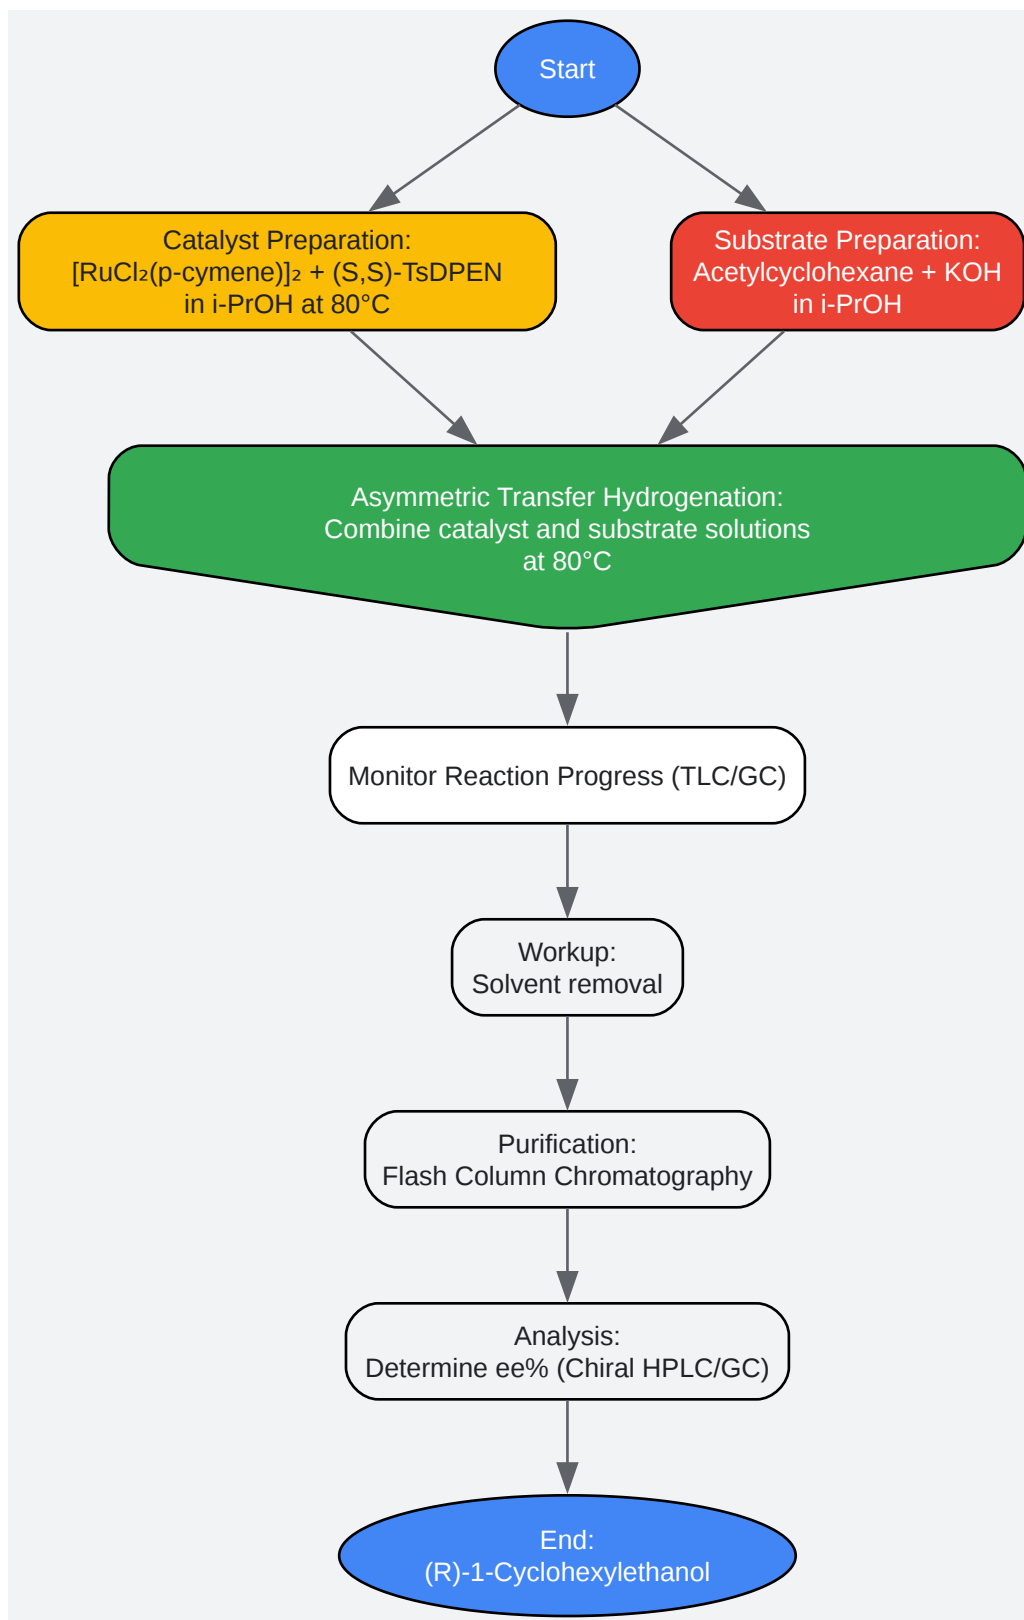 Start
Catalyst Preparation:
[RuCl₂(p-cymene)]₂ + (S,S)-TsDPEN
in i-PrOH at 80°C
Substrate Preparation:
Acetylcyclohexane + KOH
in i-PrOH
Asymmetric Transfer Hydrogenation:
Combine catalyst and substrate solutions
at 80°C
Monitor Reaction Progress (TLC/GC)
Workup:
Solvent removal
Purification:
Flash Column Chromatography
Analysis:
Determine ee% (Chiral HPLC/GC)
End:
(R)-1-Cyclohexylethanol